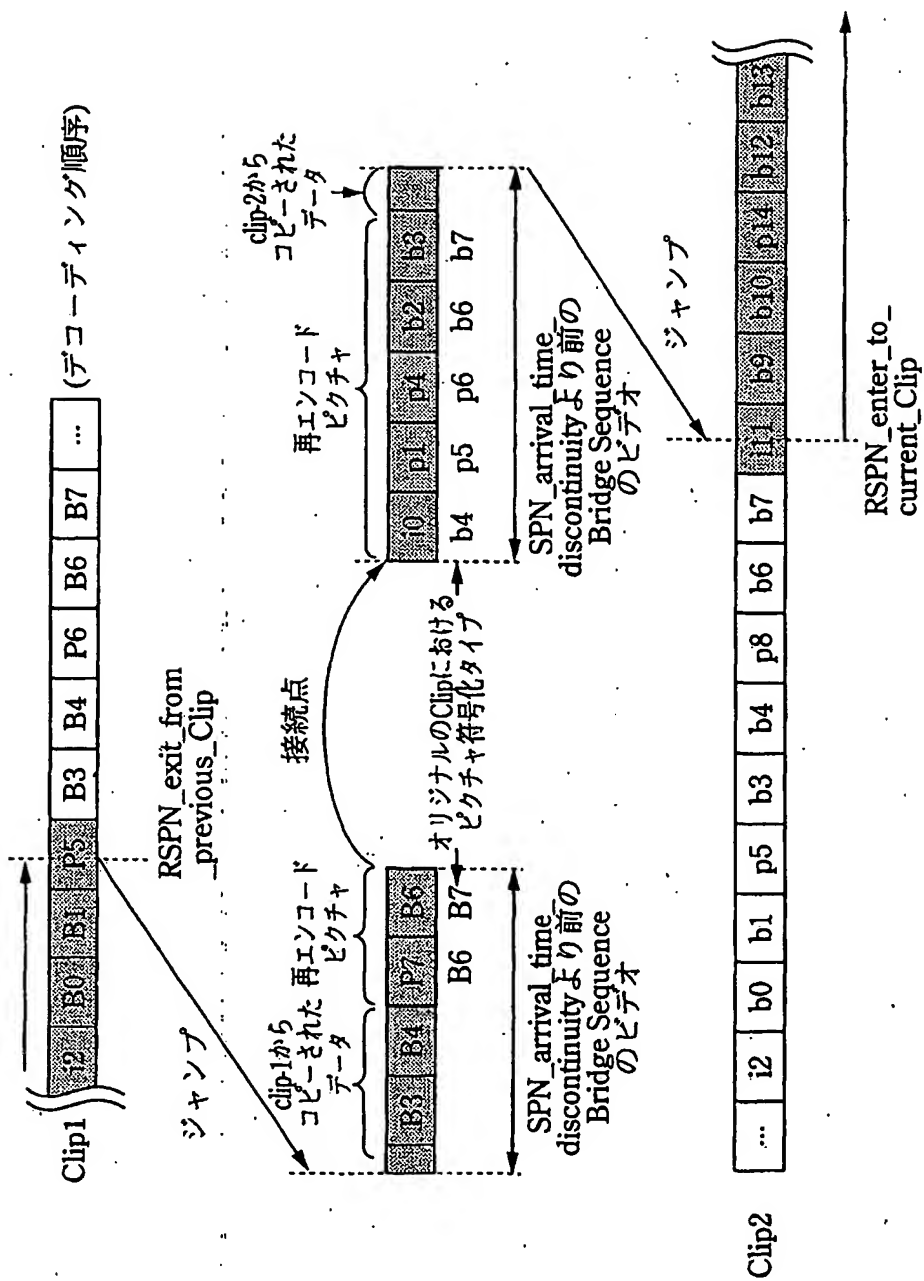 Clip1
i2 B0 B1 P5 B3 B4 P6 B6 B7 ... (デコーディング順序)
RSPN_exit_from
_previous_Clip
ジャンプ
clip-1から
コピーされた
データ
再エンコード
ピクチャ
B3 B4 P7 B6
B6 B7
SPN_arrival_time_
discontinuityより前の
Bridge Sequence
のビデオ
接続点
オリジナルのClipにおける
ピクチャ符号化タイプ
再エンコード
ピクチャ
clip-2から
コピーされた
データ
i0 p1 p4 b2 b3
b4 p5 p6 b6 b7
SPN_arrival_time_
discontinuityより前の
Bridge Sequence
のビデオ
ジャンプ
Clip2
... i2 b0 b1 p5 b3 b4 p8 b6 b7 i11 b9 b10 p14 b12 b13
RSPN_enter_to_
current_Clip